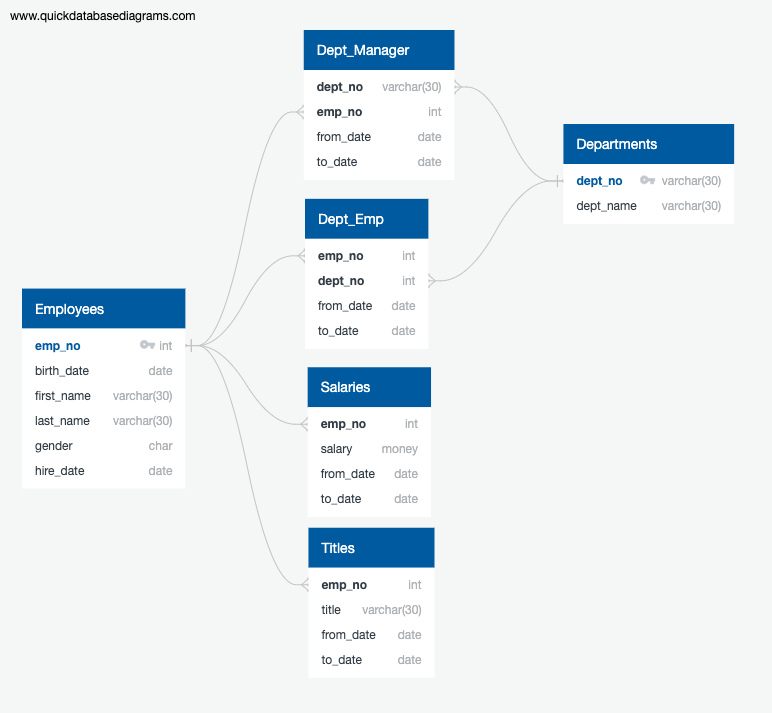 www.quickdatabasediagrams.com
Dept_Manager
dept_no varchar(30)
emp_no int
from_date date
to_date date
Departments
dept_no varchar(30)
dept_name varchar(30)
Dept_Emp
emp_no int
dept_no int
from_date date
to_date date
Employees
emp_no int
birth_date date
first_name varchar(30)
last_name varchar(30)
gender char
hire_date date
Salaries
emp_no int
salary money
from_date date
to_date date
Titles
emp_no int
title varchar(30)
from_date date
to_date date